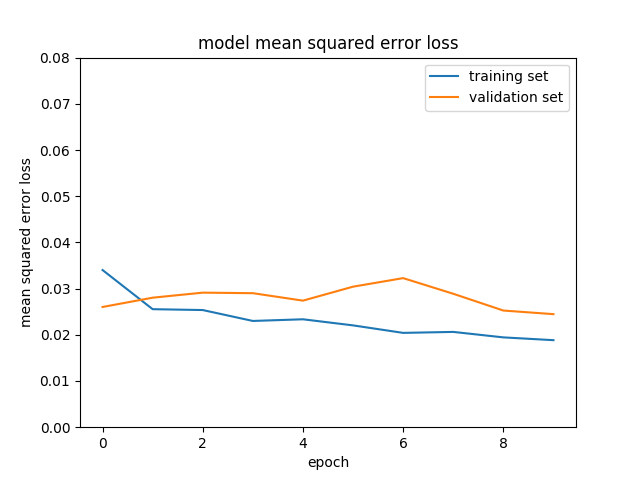 model mean squared error loss
training set
validation set
mean squared error loss
0.08
0.07
0.06
0.05
0.04
0.03
0.02
0.01
0.00
0 2 4 6 8
epoch